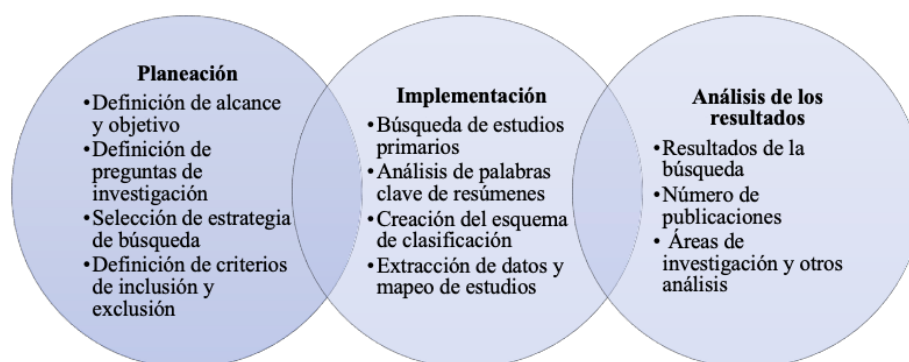 Planeación
•Definición de alcance
y objetivo
•Definición de
preguntas de
investigación
•Selección de estrategia
de búsqueda
•Definición de criterios
de inclusión y
exclusión
Implementación
•Búsqueda de estudios
primarios
•Análisis de palabras
clave de resúmenes
•Creación del esquema
de clasificación
•Extracción de datos y
mapeo de estudios
Análisis de los
resultados
•Resultados de la
búsqueda
•Número de
publicaciones
• Áreas de
investigación y otros
análisis